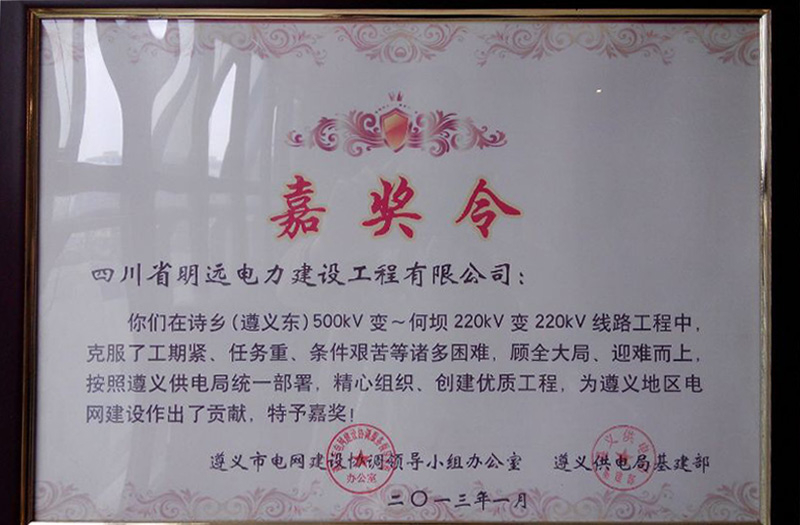 嘉奖令
四川省明远电力建设工程有限公司：
你们在诗乡（遵义东）500kV 变～何坝 220kV 变 220kV 线路工程中，
克服了工期紧、任务重、条件艰苦等诸多困难，顾全大局、迎难而上，
按照遵义供电局统一部署，精心组织、创建优质工程，为遵义地区电
网建设作出了贡献，特予嘉奖！
遵义市电网建设协调领导小组办公室 遵义供电局基建部
办公室
二〇一三年一月